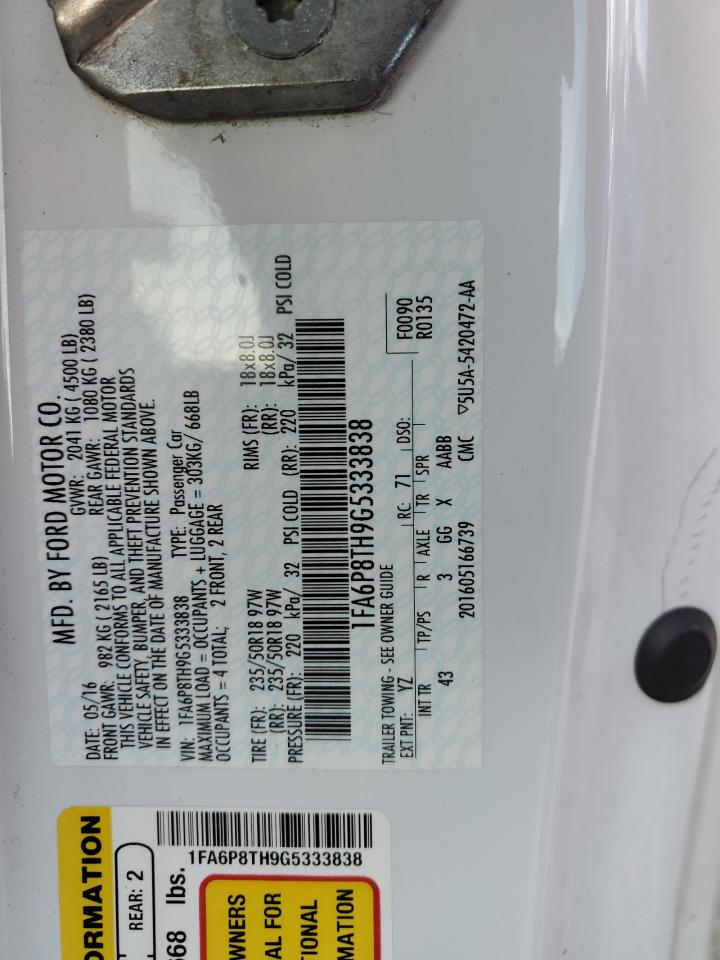 MFD. BY FORD MOTOR CO.
DATE: 05/16 GVWR: 2041 KG ( 4500 LB)
FRONT GAWR: 982 KG ( 2165 LB) REAR GAWR: 1080 KG ( 2380 LB)
THIS VEHICLE CONFORMS TO ALL APPLICABLE FEDERAL MOTOR
VEHICLE SAFETY, BUMPER, AND THEFT PREVENTION STANDARDS
IN EFFECT ON THE DATE OF MANUFACTURE SHOWN ABOVE.
VIN: 1FA6P8TH9G5333838 TYPE: Passenger Car
MAXIMUM LOAD = OCCUPANTS + LUGGAGE = 303KG/ 668LB
OCCUPANTS = 4 TOTAL; 2 FRONT, 2 REAR
TIRE (FR): 235/50R18 97W RIMS (FR): 18x8.0J
(RR): 235/50R18 97W (RR): 18x8.0J
PRESSURE (FR): 220 kPa/ 32 PSI COLD (RR): 220 kPa/ 32 PSI COLD
1FA6P8TH9G5333838
TRAILER TOWING - SEE OWNER GUIDE F0090
EXT PNT: YZ RC: 71 DSO: R0135
INT TR TP/PS R AXLE TR SPR
43 3 GG X AABB
201605166739 CMC ▽5U5A-5420472-AA
ORMATION
REAR: 2
668 lbs.
1FA6P8TH9G5333838
WNERS
AL FOR
TIONAL
MATION